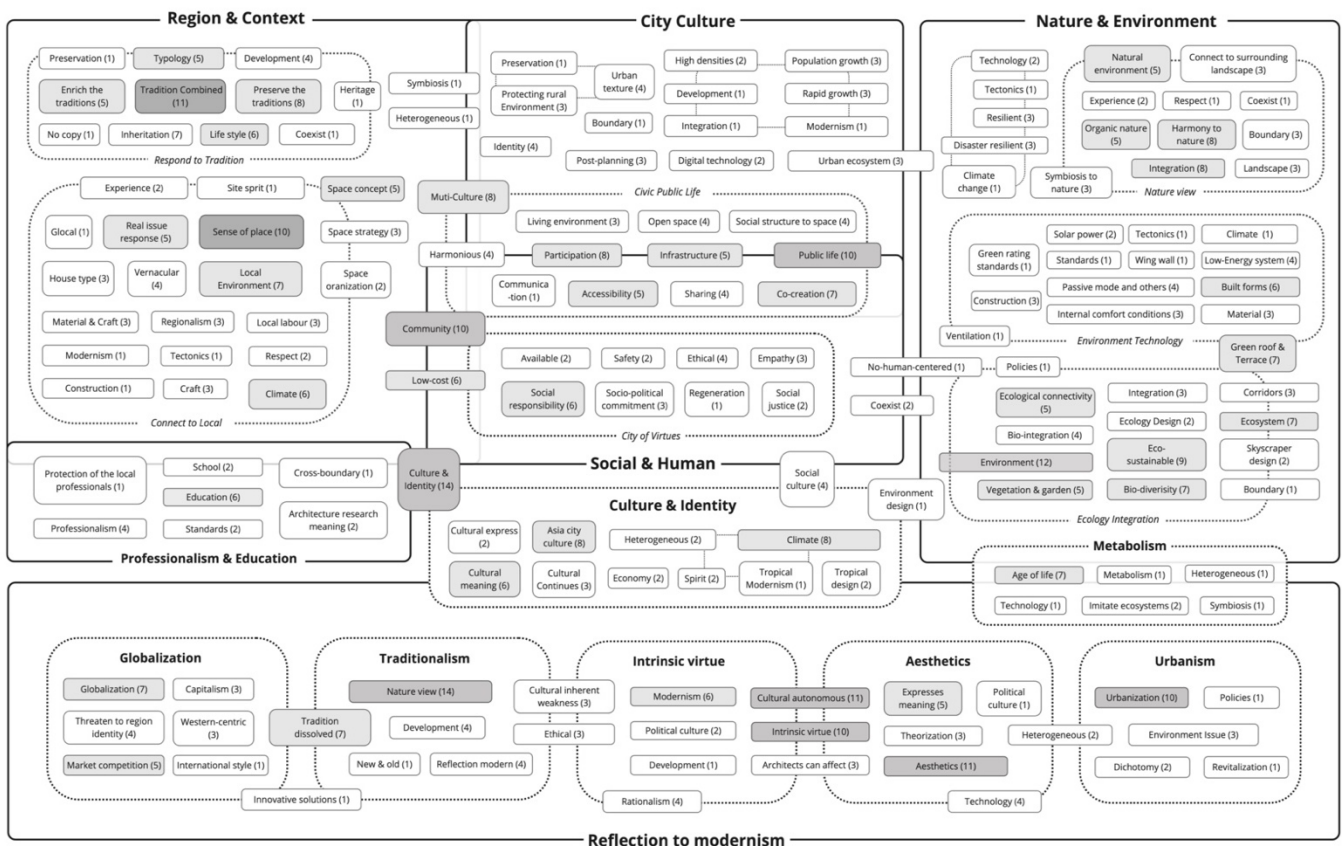 Region & Context
Preservation (1)
Typology (5)
Development (4)
Enrich the
traditions (5)
Tradition Combined
(11)
Preserve the
traditions (8)
Heritage
(1)
No copy (1)
Inheritation (7)
Life style (6)
Coexist (1)
Respond to Tradition
Symbiosis (1)
Heterogeneous (1)
Experience (2)
Site sprit (1)
Space concept (5)
Glocal (1)
Real issue
response (5)
Sense of place (10)
Space strategy (3)
House type (3)
Vernacular
(4)
Local
Environment (7)
Space
oranization (2)
Material & Craft (3)
Regionalism (3)
Local labour (3)
Modernism (1)
Tectonics (1)
Respect (2)
Construction (1)
Craft (3)
Climate (6)
Connect to Local
City Culture
Preservation (1)
Protecting rural
Environment (3)
Urban
texture (4)
Boundary (1)
Identity (4)
High densities (2)
Population growth (3)
Development (1)
Rapid growth (3)
Integration (1)
Modernism (1)
Post-planning (3)
Digital technology (2)
Urban ecosystem (3)
Muti-Culture (8)
Civic Public Life
Living environment (3)
Open space (4)
Social structure to space (4)
Harmonious (4)
Participation (8)
Infrastructure (5)
Public life (10)
Communica
-tion (1)
Accessibility (5)
Sharing (4)
Co-creation (7)
Community (10)
Low-cost (6)
Available (2)
Safety (2)
Ethical (4)
Empathy (3)
Social
responsibility (6)
Socio-political
commitment (3)
Regeneration
(1)
Social
justice (2)
City of Virtues
Social & Human
Nature & Environment
Technology (2)
Tectonics (1)
Resilient (3)
Disaster resilient (3)
Climate
change (1)
Natural
environment (5)
Connect to surrounding
landscape (3)
Experience (2)
Respect (1)
Coexist (1)
Organic nature
(5)
Harmony to
nature (8)
Boundary (3)
Integration (8)
Landscape (3)
Symbiosis to
nature (3)
Nature view
Solar power (2)
Tectonics (1)
Climate (1)
Green rating
standards (1)
Standards (1)
Wing wall (1)
Low-Energy system (4)
Passive mode and others (4)
Built forms (6)
Construction (3)
Internal comfort conditions (3)
Material (3)
Ventilation (1)
Environment Technology
Green roof &
Terrace (7)
No-human-centered (1)
Policies (1)
Coexist (2)
Ecological connectivity
(5)
Integration (3)
Corridors (3)
Ecology Design (2)
Ecosystem (7)
Bio-integration (4)
Environment (12)
Eco-
sustainable (9)
Skyscraper
design (2)
Vegetation & garden (5)
Bio-diverisity (7)
Boundary (1)
Ecology Integration
Protection of the local
professionals (1)
School (2)
Cross-boundary (1)
Education (6)
Professionalism (4)
Standards (2)
Architecture research
meaning (2)
Professionalism & Education
Culture &
Identity (14)
Social
culture (4)
Environment
design (1)
Culture & Identity
Cultural express
(2)
Asia city
culture (8)
Heterogeneous (2)
Climate (8)
Cultural
meaning (6)
Cultural
Continues (3)
Economy (2)
Spirit (2)
Tropical
Modernism (1)
Tropical
design (2)
Metabolism
Age of life (7)
Metabolism (1)
Heterogeneous (1)
Technology (1)
Imitate ecosystems (2)
Symbiosis (1)
Globalization
Globalization (7)
Capitalism (3)
Threaten to region
identity (4)
Western-centric
(3)
Market competition (5)
International style (1)
Tradition
dissolved (7)
Innovative solutions (1)
Traditionalism
Nature view (14)
Development (4)
New & old (1)
Reflection modern (4)
Cultural inherent
weakness (3)
Ethical (3)
Intrinsic virtue
Modernism (6)
Cultural autonomous (11)
Political culture (2)
Intrinsic virtue (10)
Development (1)
Architects can affect (3)
Rationalism (4)
Aesthetics
Expresses
meaning (5)
Political
culture (1)
Theorization (3)
Heterogeneous (2)
Aesthetics (11)
Technology (4)
Urbanism
Urbanization (10)
Policies (1)
Environment Issue (3)
Dichotomy (2)
Revitalization (1)
Reflection to modernism